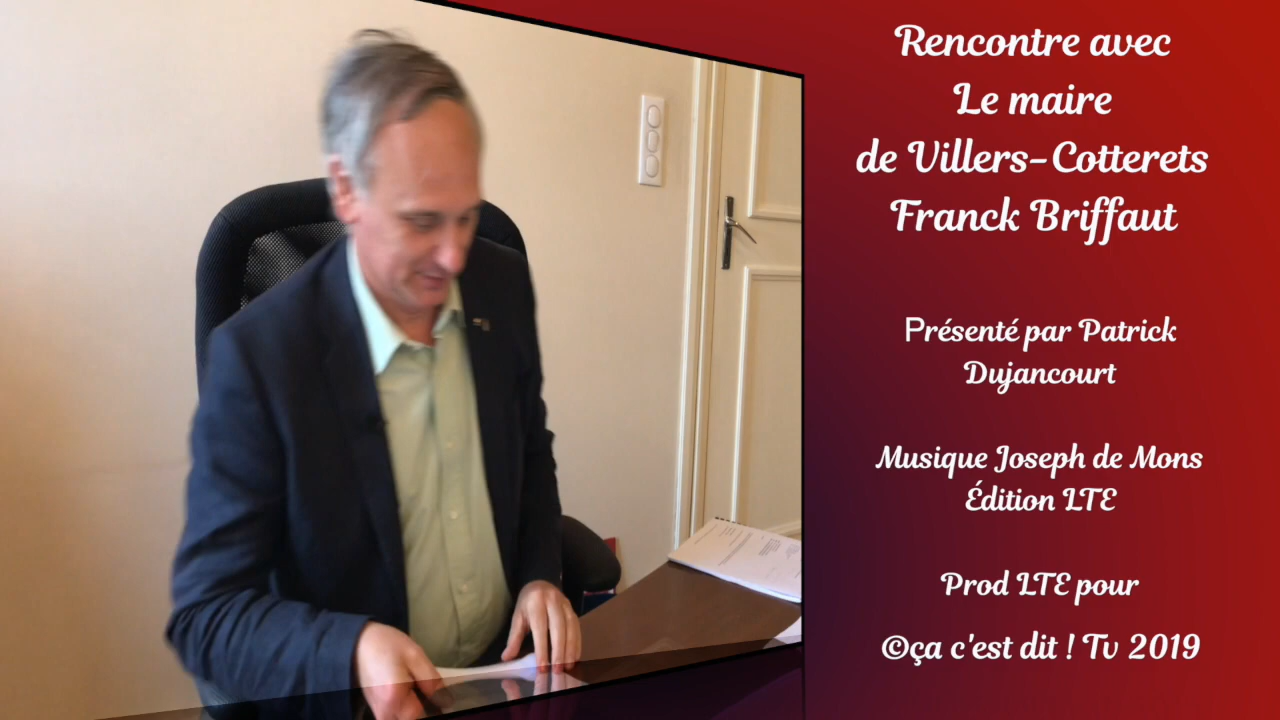 Rencontre avec
Le maire
de Villers-Cotterets
Franck Briffaut
Présenté par Patrick
Dujancourt
Musique Joseph de Mons
Édition LTE
Prod LTE pour
©ça c'est dit ! Tv 2019